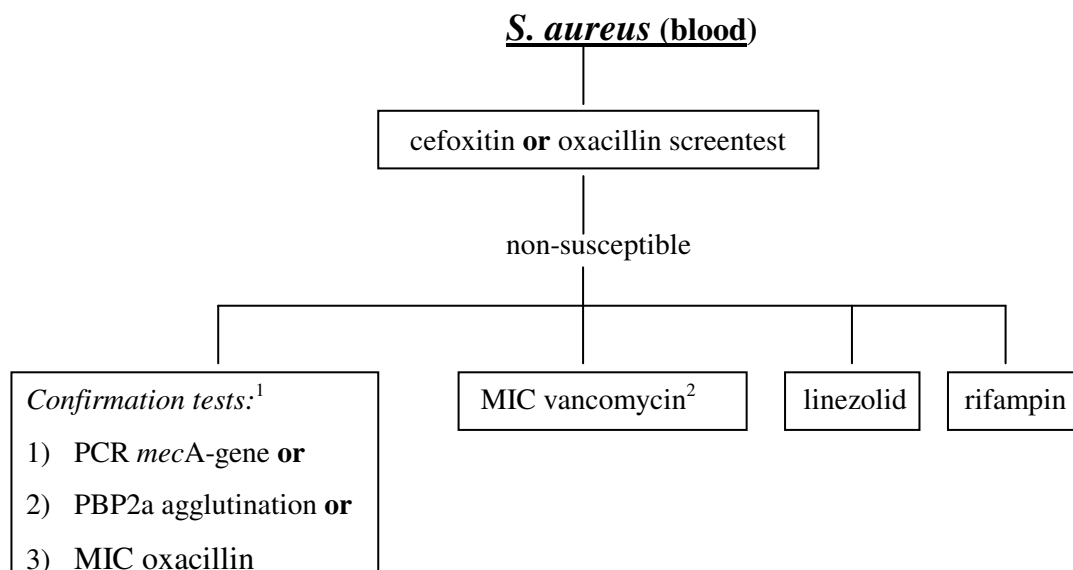 S. aureus (blood)
cefoxitin or oxacillin screentest
non-susceptible
Confirmation tests:1
1) PCR mecA-gene or
2) PBP2a agglutination or
3) MIC oxacillin
MIC vancomycin2
linezolid
rifampin